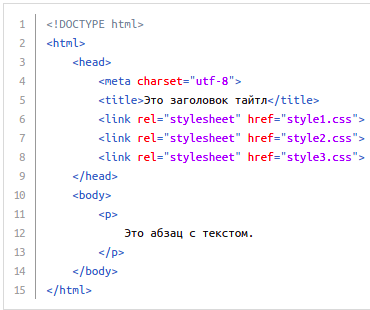 1 <!DOCTYPE html>
2 <html>
3 <head>
4 <meta charset="utf-8">
5 <title>Это заголовок тайтл</title>
6 <link rel="stylesheet" href="style1.css">
7 <link rel="stylesheet" href="style2.css">
8 <link rel="stylesheet" href="style3.css">
9 </head>
10 <body>
11 <p>
12 Это абзац с текстом.
13 </p>
14 </body>
15 </html>